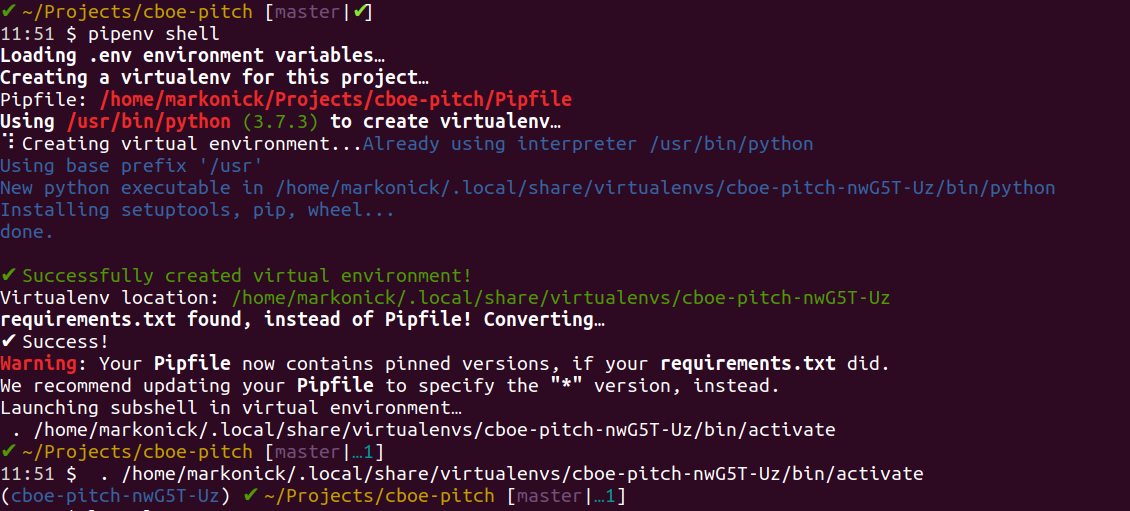 ✔ ~/Projects/cboe-pitch [master|✔]
11:51 $ pipenv shell
Loading .env environment variables…
Creating a virtualenv for this project…
Pipfile: /home/markonick/Projects/cboe-pitch/Pipfile
Using /usr/bin/python (3.7.3) to create virtualenv…
⠹ Creating virtual environment...Already using interpreter /usr/bin/python
Using base prefix '/usr'
New python executable in /home/markonick/.local/share/virtualenvs/cboe-pitch-nwG5T-Uz/bin/python
Installing setuptools, pip, wheel...
done.
✔ Successfully created virtual environment!
Virtualenv location: /home/markonick/.local/share/virtualenvs/cboe-pitch-nwG5T-Uz
requirements.txt found, instead of Pipfile! Converting…
✔ Success!
Warning: Your Pipfile now contains pinned versions, if your requirements.txt did.
We recommend updating your Pipfile to specify the "*" version, instead.
Launching subshell in virtual environment…
 . /home/markonick/.local/share/virtualenvs/cboe-pitch-nwG5T-Uz/bin/activate
✔ ~/Projects/cboe-pitch [master|…1]
11:51 $  . /home/markonick/.local/share/virtualenvs/cboe-pitch-nwG5T-Uz/bin/activate
(cboe-pitch-nwG5T-Uz) ✔ ~/Projects/cboe-pitch [master|…1]